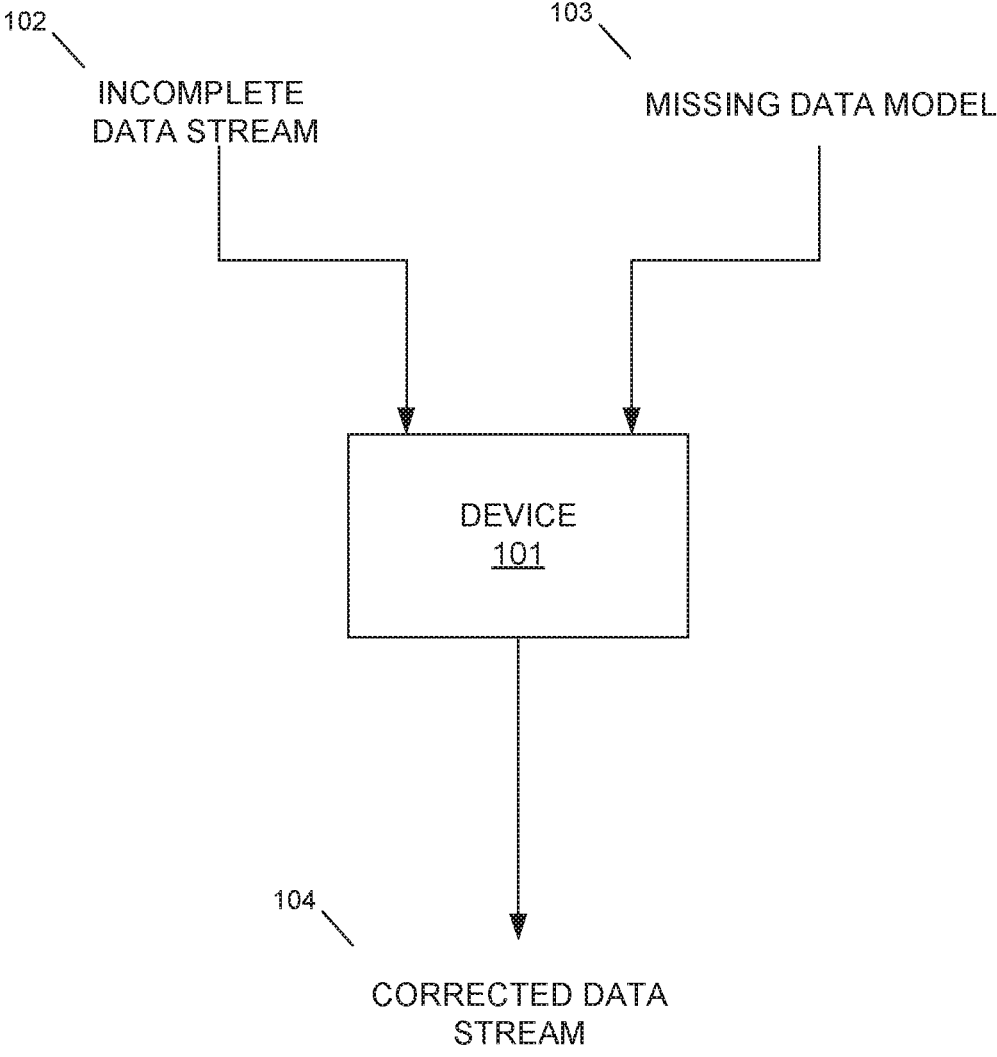 102
INCOMPLETE
DATA STREAM
103
MISSING DATA MODEL
DEVICE
101
104
CORRECTED DATA
STREAM